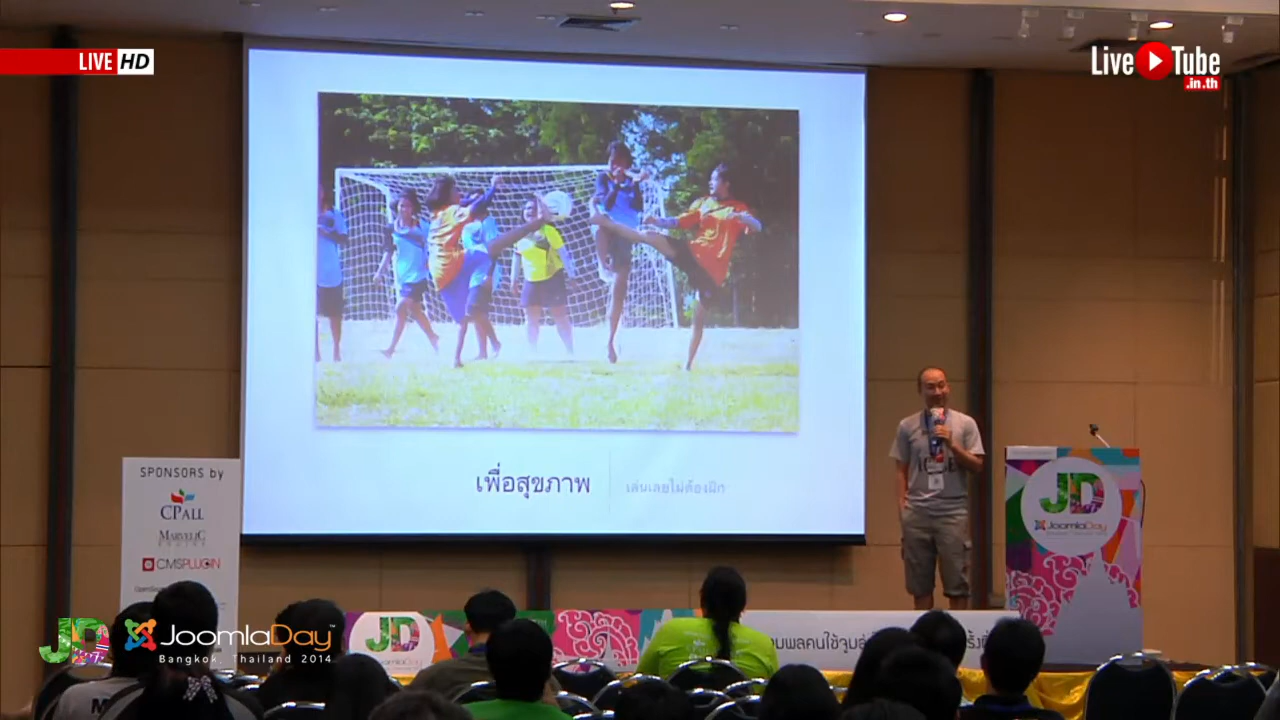 LIVE HD
Live Tube
.in.th
เพื่อสุขภาพ
เล่นเลยไม่ต้องฝึก
SPONSORS by
CPALL
MARVELIC
CMSPLUGIN
JD
JoomlaDay
JD
JoomlaDay
JD
JoomlaDay™
Bangkok, Thailand 2014